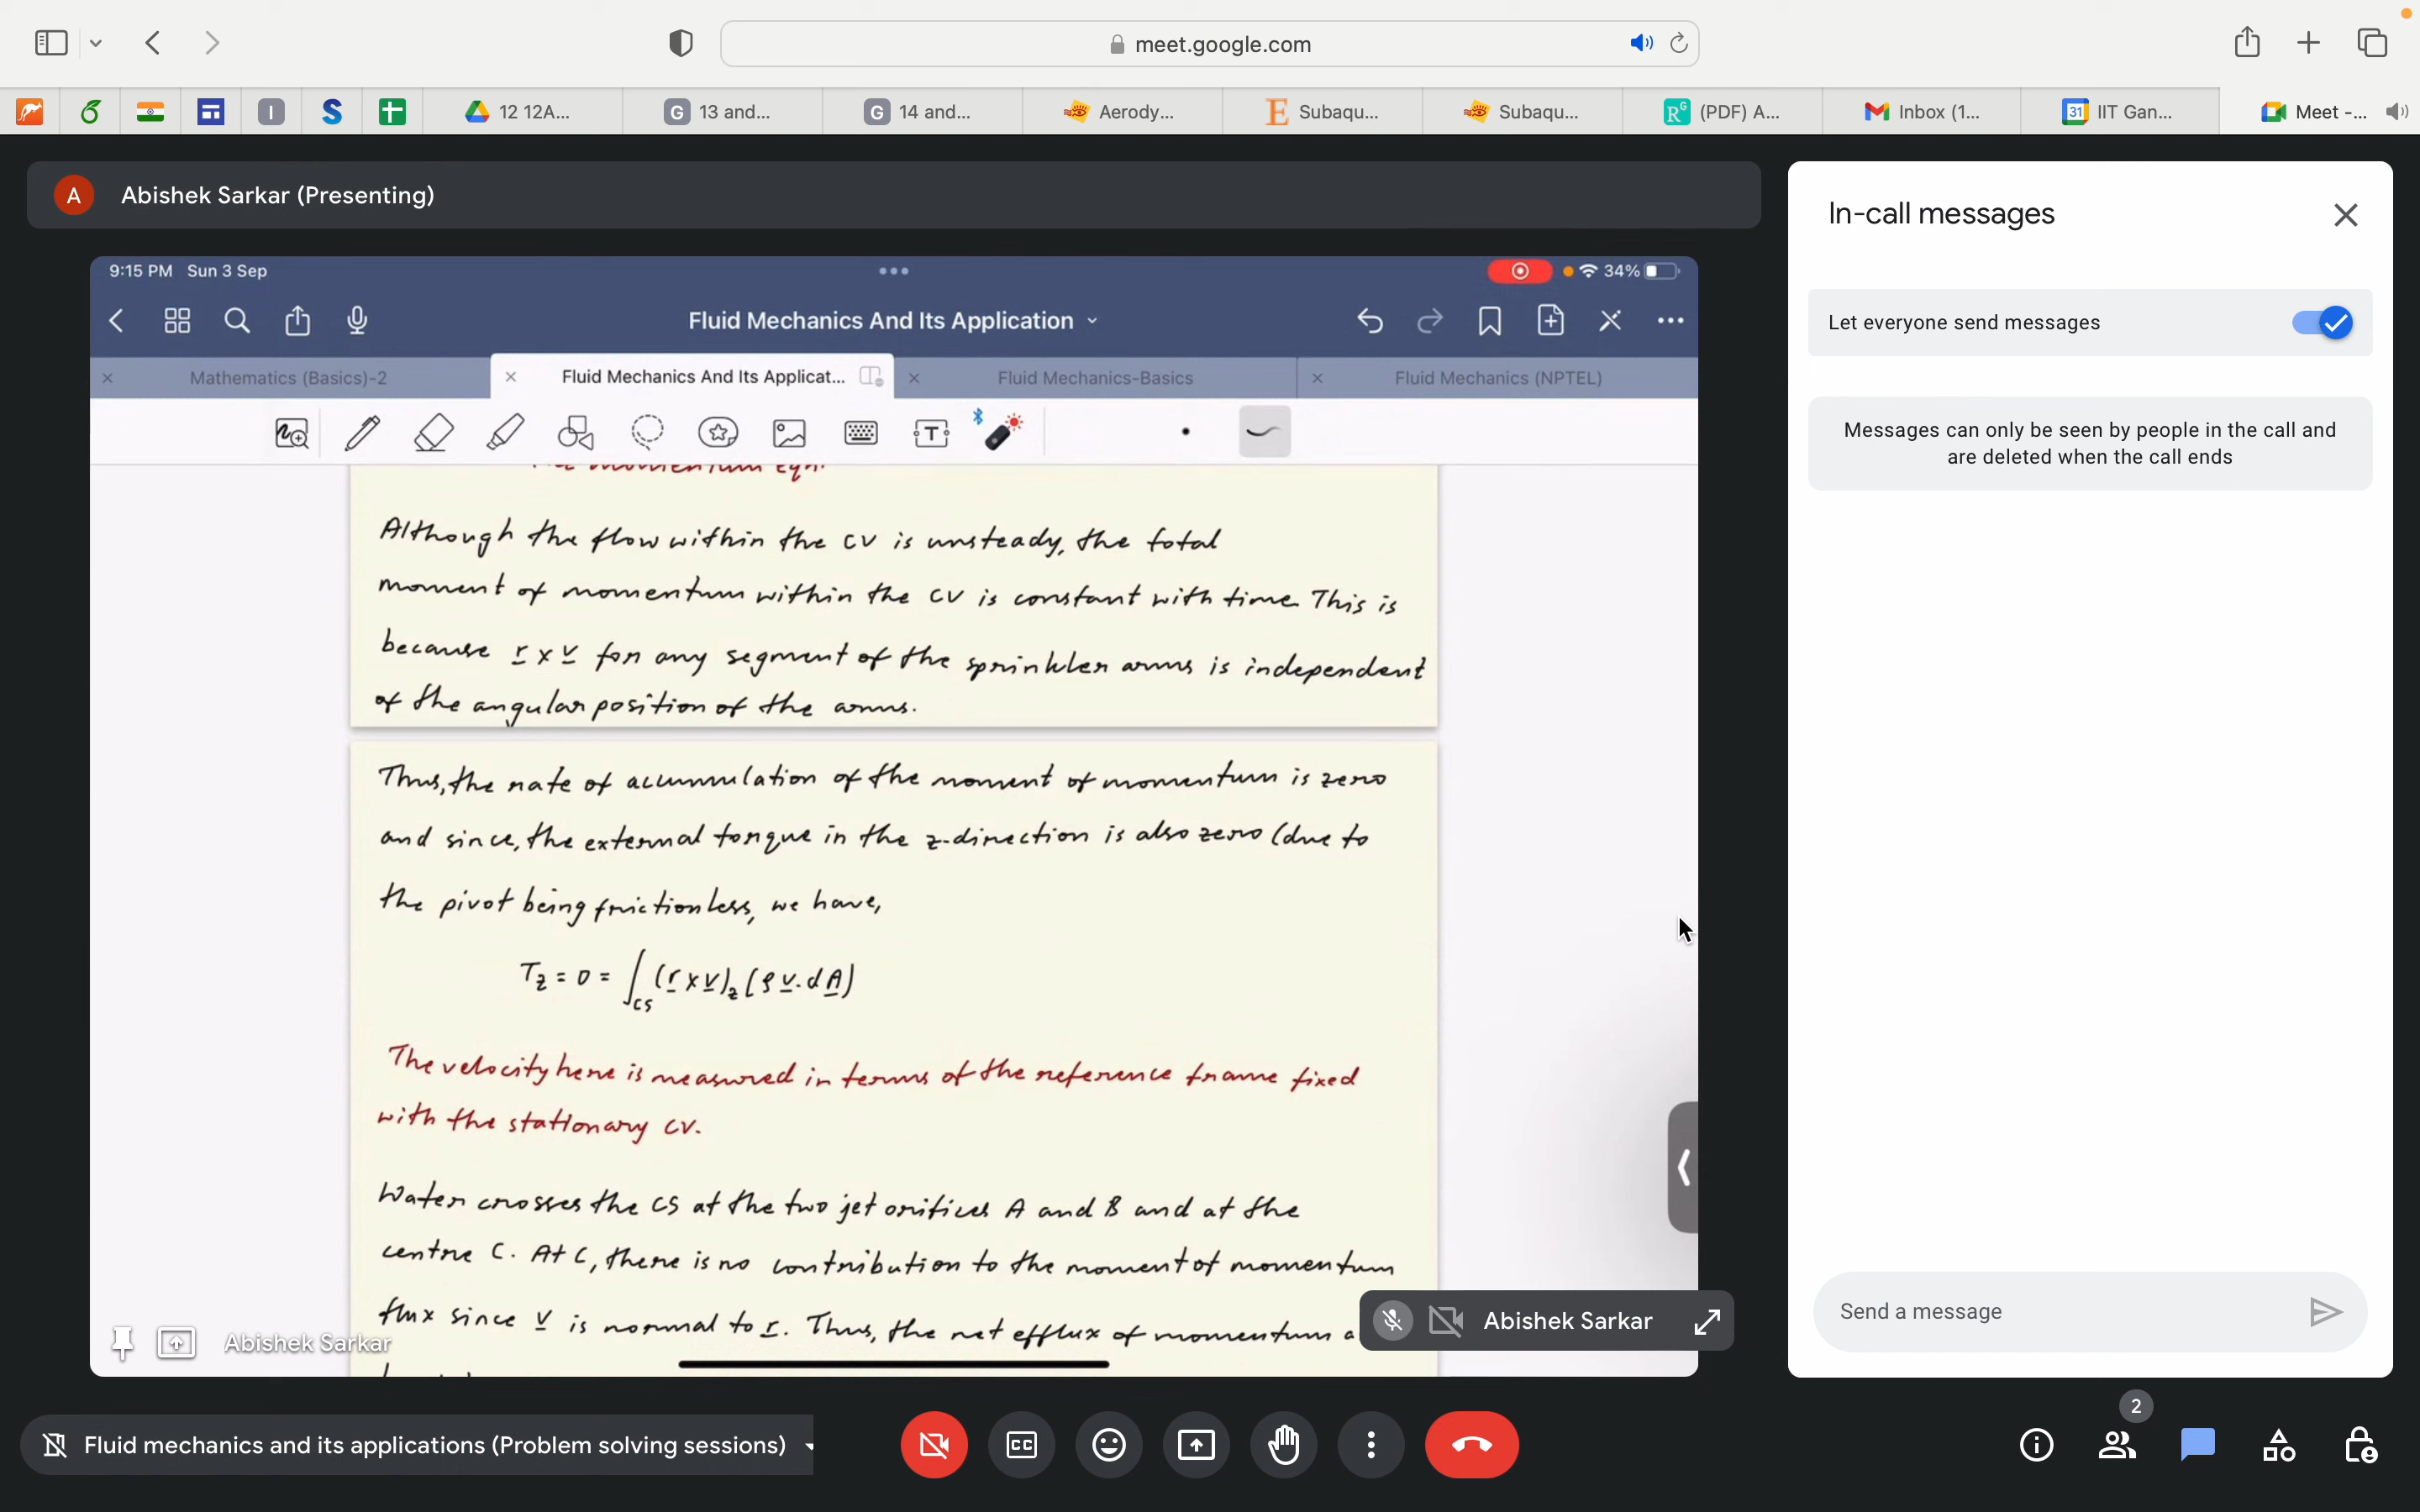 meet.google.com
12 12A...
G 13 and...
G 14 and...
Aerody...
E Subaqu...
Subaqu...
(PDF) A...
Inbox (1...
31 IIT Gan...
Meet -...
A Abishek Sarkar (Presenting)
9:15 PM Sun 3 Sep
34%
Fluid Mechanics And Its Application
Mathematics (Basics)-2
Fluid Mechanics And Its Applicat...
Fluid Mechanics-Basics
Fluid Mechanics (NPTEL)
momentum eqn.
Although the flow within the CV is unsteady, the total
moment of momentum within the CV is constant with time. This is
because r x v for any segment of the sprinkler arms is independent
of the angular position of the arms.
Thus, the rate of accumulation of the moment of momentum is zero
and since, the external torque in the z-direction is also zero (due to
the pivot being frictionless, we have,
T_z = 0 = ∫_CS (r x v)_z (ρ v. dA)
The velocity here is measured in terms of the reference frame fixed
with the stationary CV.
Water crosses the CS at the two jet orifices A and B and at the
centre C. At C, there is no contribution to the moment of momentum
flux since v is normal to r. Thus, the net efflux of momentum a
Abishek Sarkar
Abishek Sarkar
Fluid mechanics and its applications (Problem solving sessions)
CC
In-call messages
Let everyone send messages
Messages can only be seen by people in the call and
are deleted when the call ends
Send a message
2